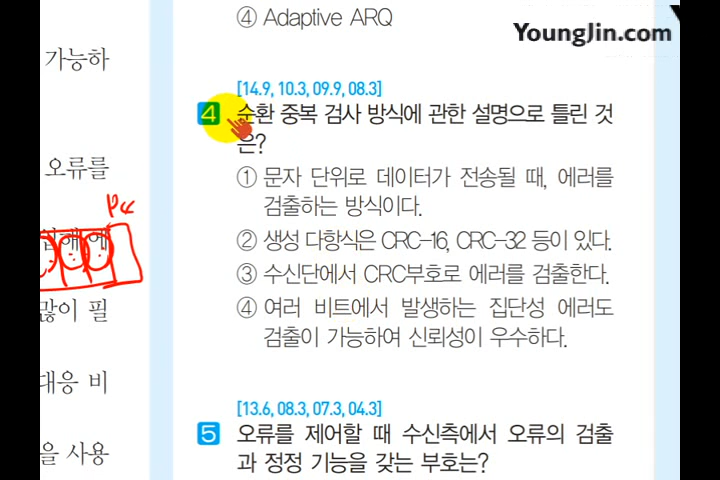 ④ Adaptive ARQ
YoungJin.com
가능하
오류를
많이 필
대응 비
을 사용
[14.9, 10.3, 09.9, 08.3]
4 순환 중복 검사 방식에 관한 설명으로 틀린 것
은?
① 문자 단위로 데이터가 전송될 때, 에러를
검출하는 방식이다.
② 생성 다항식은 CRC-16, CRC-32 등이 있다.
③ 수신단에서 CRC부호로 에러를 검출한다.
④ 여러 비트에서 발생하는 집단성 에러도
검출이 가능하여 신뢰성이 우수하다.
[13.6, 08.3, 07.3, 04.3]
5 오류를 제어할 때 수신측에서 오류의 검출
과 정정 기능을 갖는 부호는?